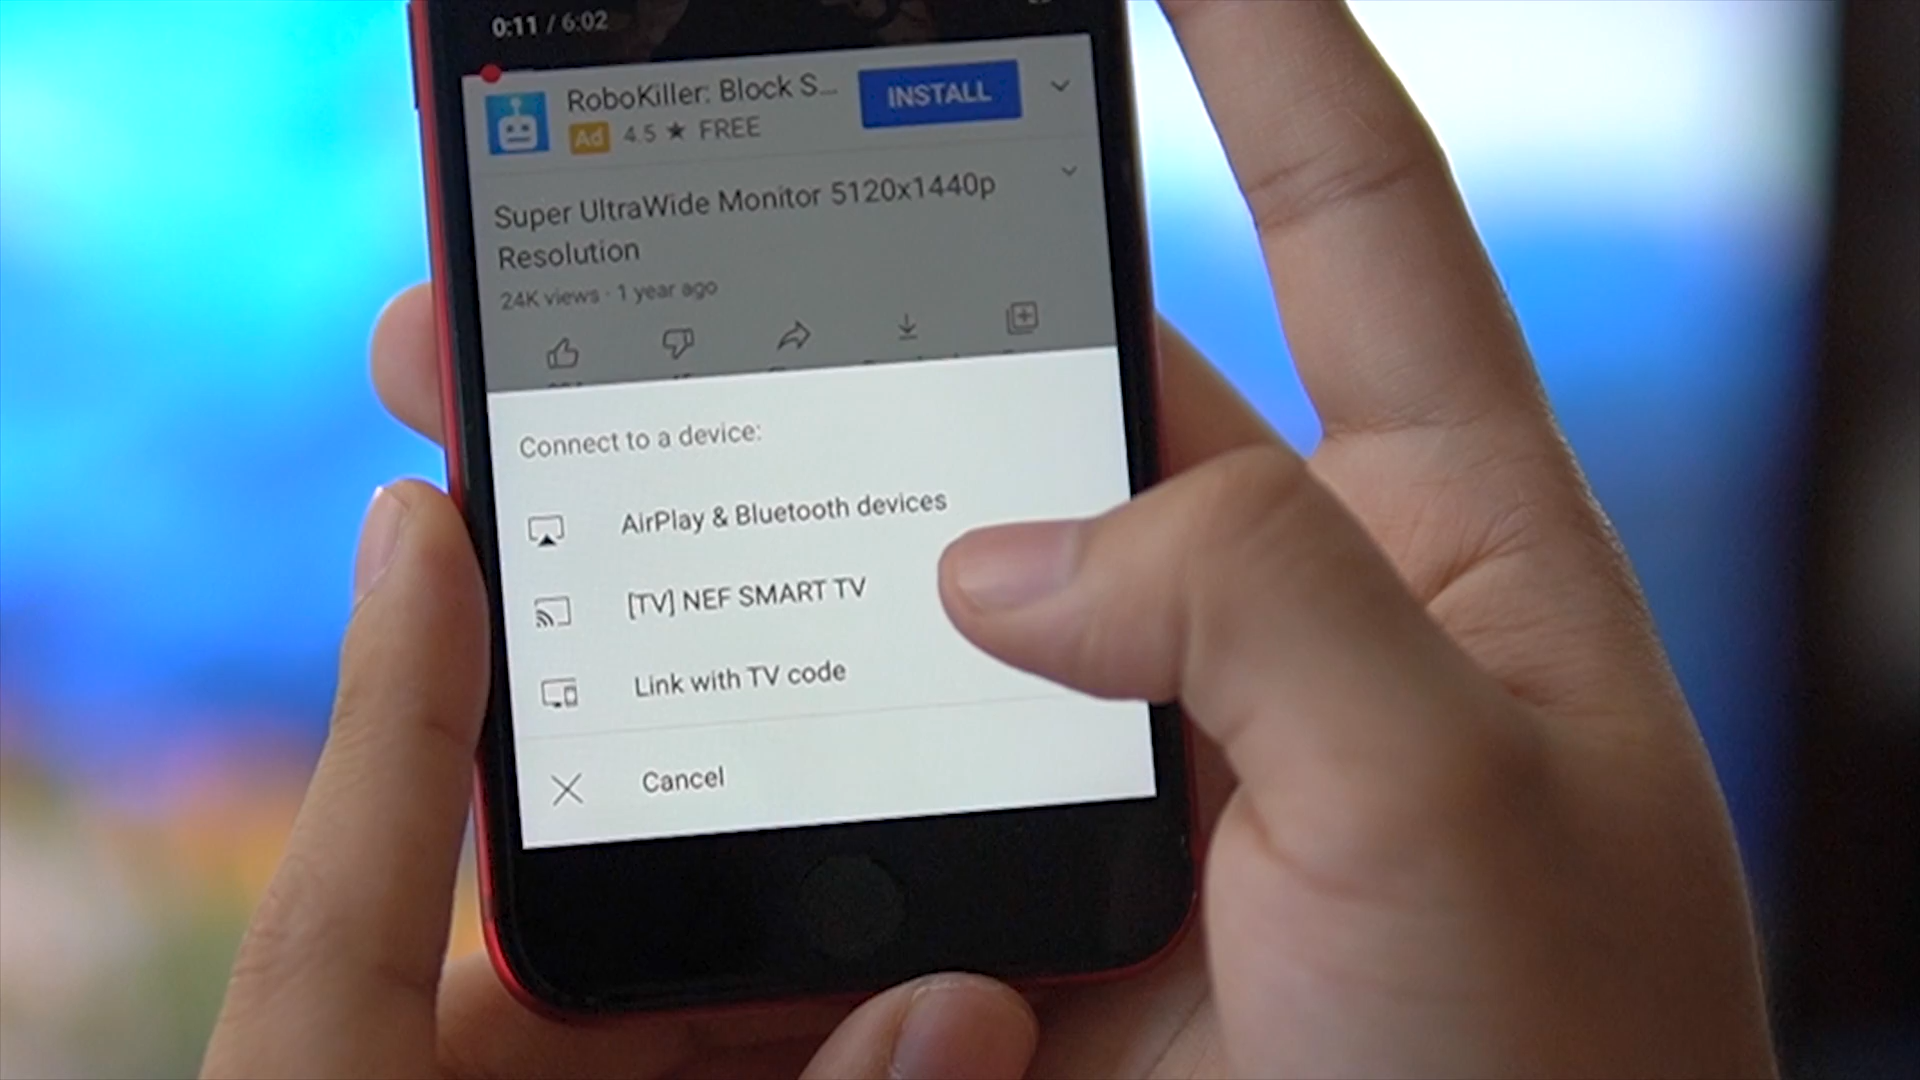 0:11 / 6:02
RoboKiller: Block S...
INSTALL
Ad 4.5 ★ FREE
Super UltraWide Monitor 5120x1440p
Resolution
24K views · 1 year ago
Connect to a device:
AirPlay & Bluetooth devices
[TV] NEF SMART TV
Link with TV code
Cancel